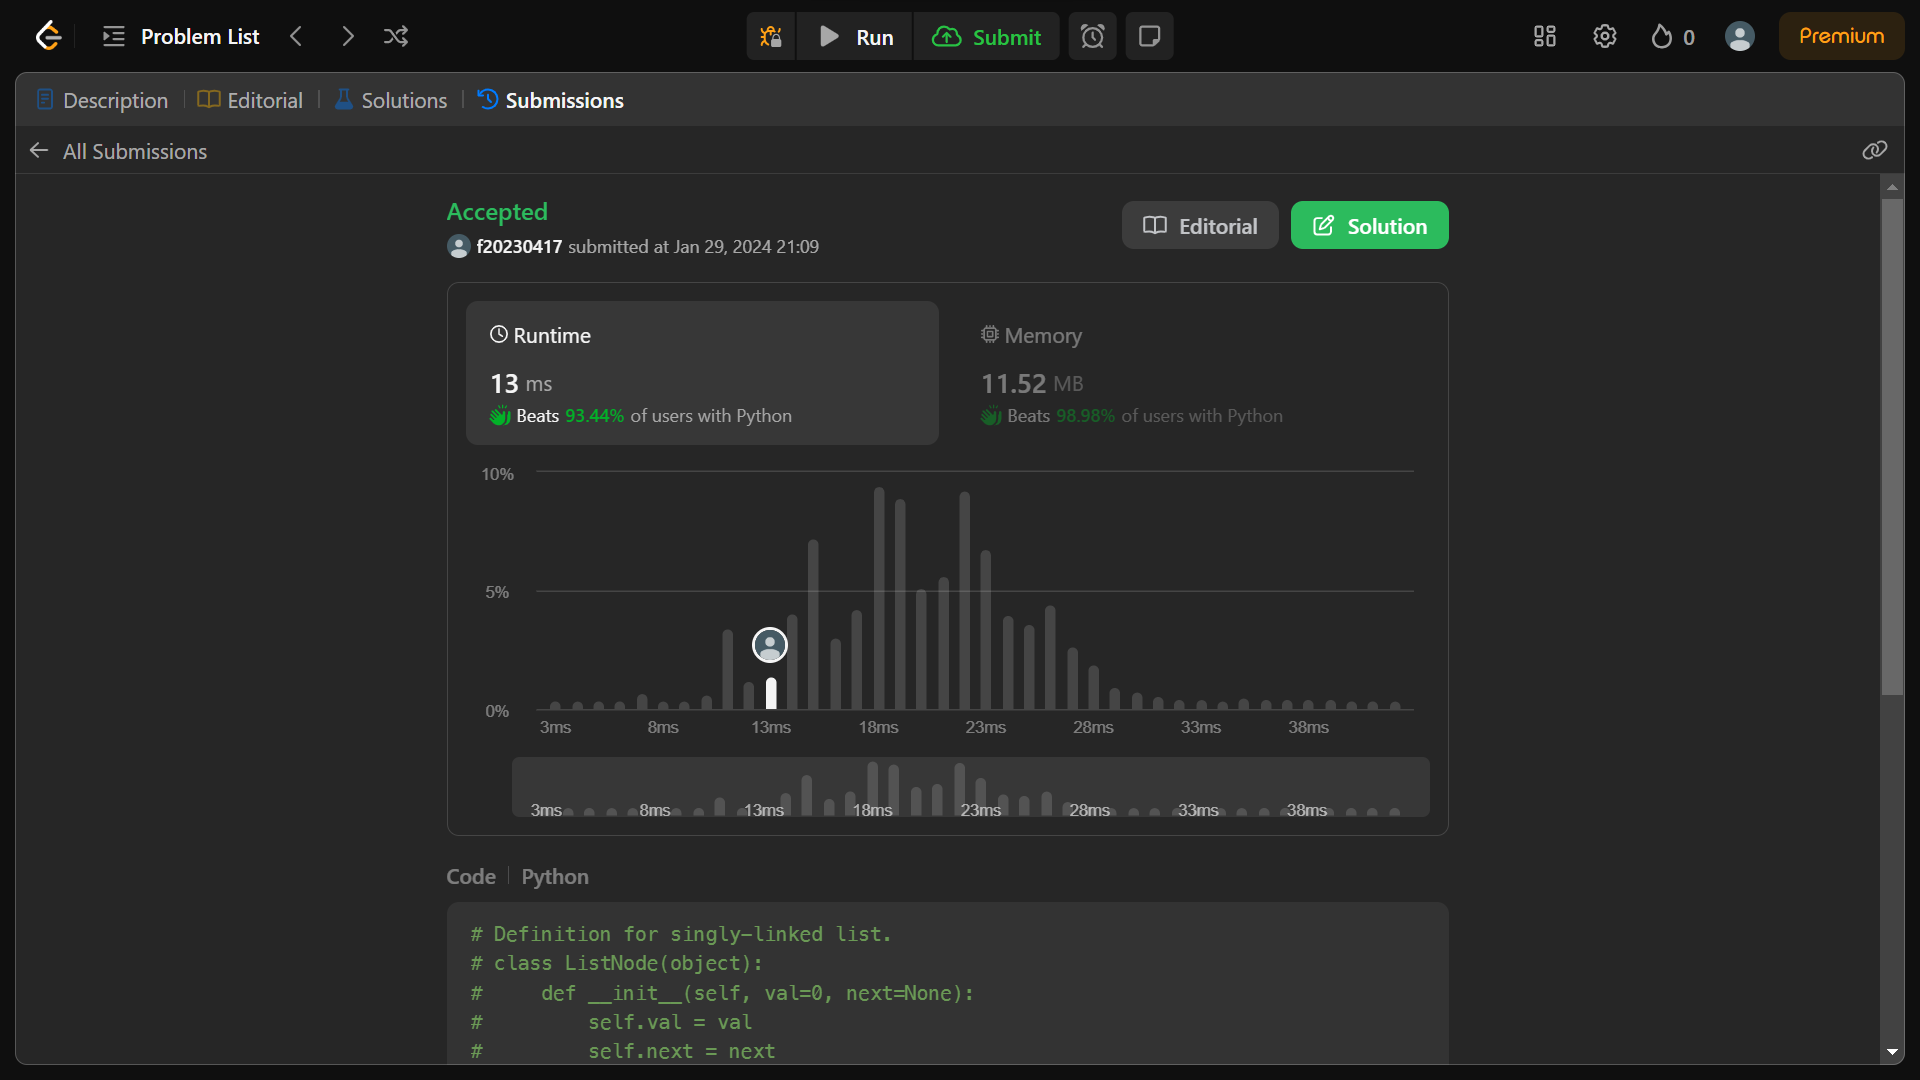 Problem List
Run
Submit
0
Premium
Description
Editorial
Solutions
Submissions
All Submissions
Accepted
f20230417 submitted at Jan 29, 2024 21:09
Editorial
Solution
Runtime
13 ms
Beats 93.44% of users with Python
Memory
11.52 MB
Beats 98.98% of users with Python
10%
5%
0%
3ms 8ms 13ms 18ms 23ms 28ms 33ms 38ms
3ms 8ms 13ms 18ms 23ms 28ms 33ms 38ms
Code
Python
# Definition for singly-linked list.
# class ListNode(object):
#     def __init__(self, val=0, next=None):
#         self.val = val
#         self.next = next